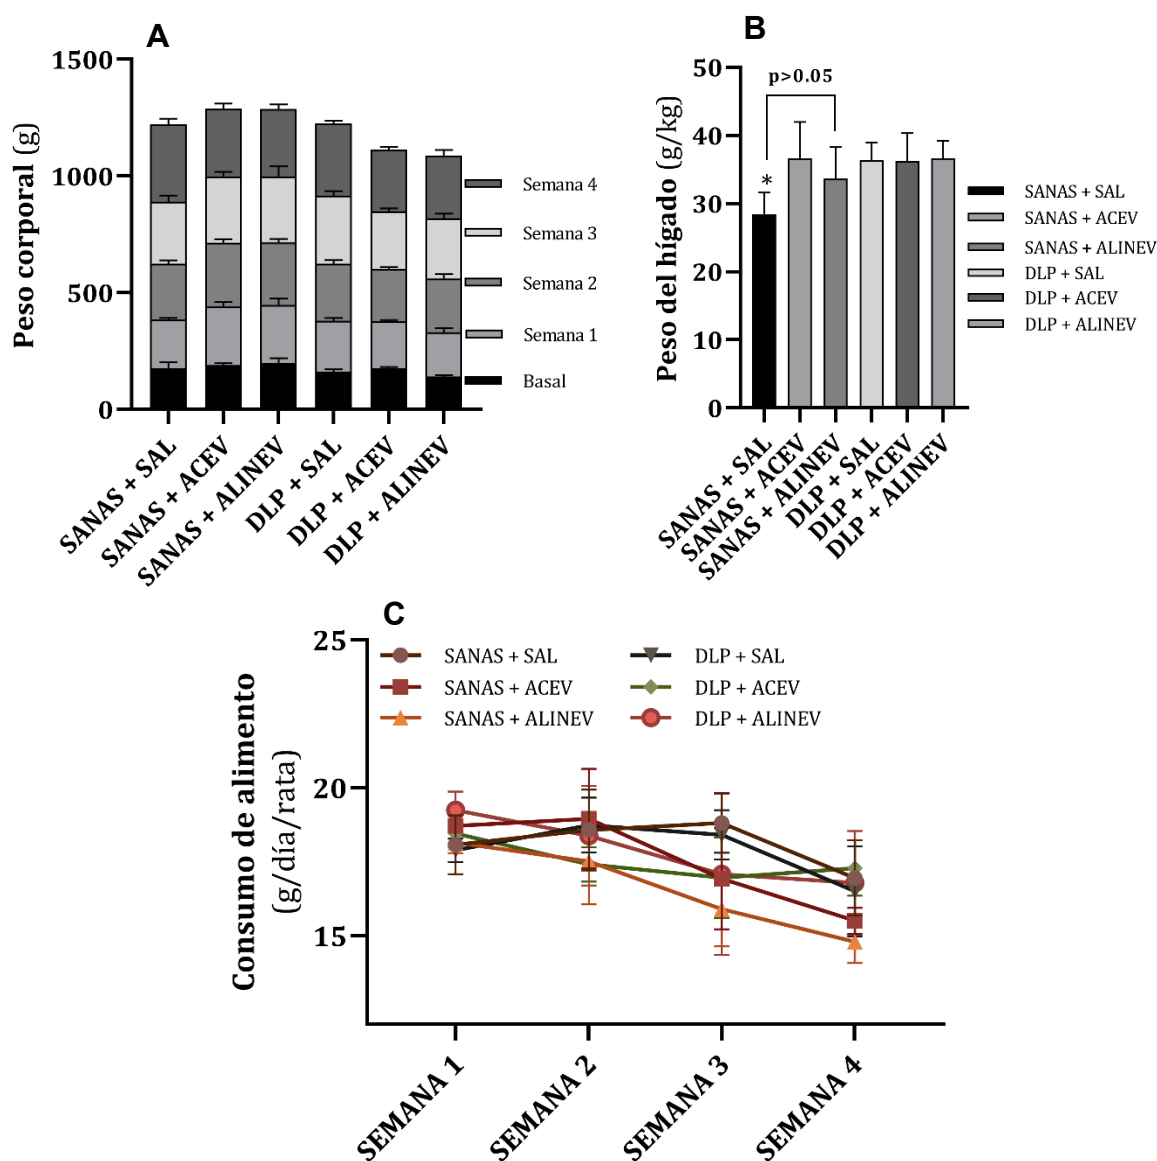 A
Peso corporal (g)
1500
1000
500
0
Semana 4
Semana 3
Semana 2
Semana 1
Basal
SANAS + SAL
SANAS + ACEV
SANAS + ALINEV
DLP + SAL
DLP + ACEV
DLP + ALINEV
B
Peso del hígado (g/kg)
50
40
30
20
10
0
p>0.05
*
SANAS + SAL
SANAS + ACEV
SANAS + ALINEV
DLP + SAL
DLP + ACEV
DLP + ALINEV
SANAS + SAL
SANAS + ACEV
SANAS + ALINEV
DLP + SAL
DLP + ACEV
DLP + ALINEV
C
Consumo de alimento
(g/día/rata)
25
20
15
SANAS + SAL
SANAS + ACEV
SANAS + ALINEV
DLP + SAL
DLP + ACEV
DLP + ALINEV
SEMANA 1
SEMANA 2
SEMANA 3
SEMANA 4